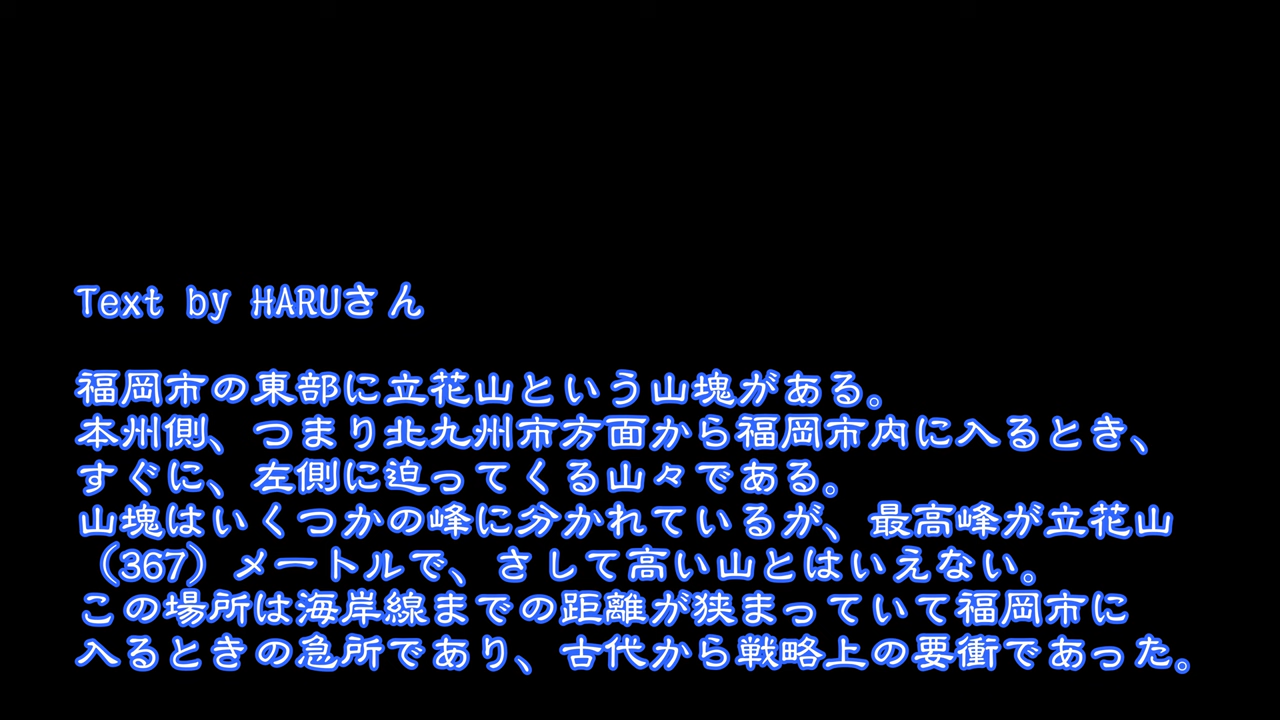 Text by HARUさん
福岡市の東部に立花山という山塊がある。
本州側、つまり北九州市方面から福岡市内に入るとき、
すぐに、左側に迫ってくる山々である。
山塊はいくつかの峰に分かれているが、最高峰が立花山
（367）メートルで、さして高い山とはいえない。
この場所は海岸線までの距離が狭まっていて福岡市に
入るときの急所であり、古代から戦略上の要衝であった。